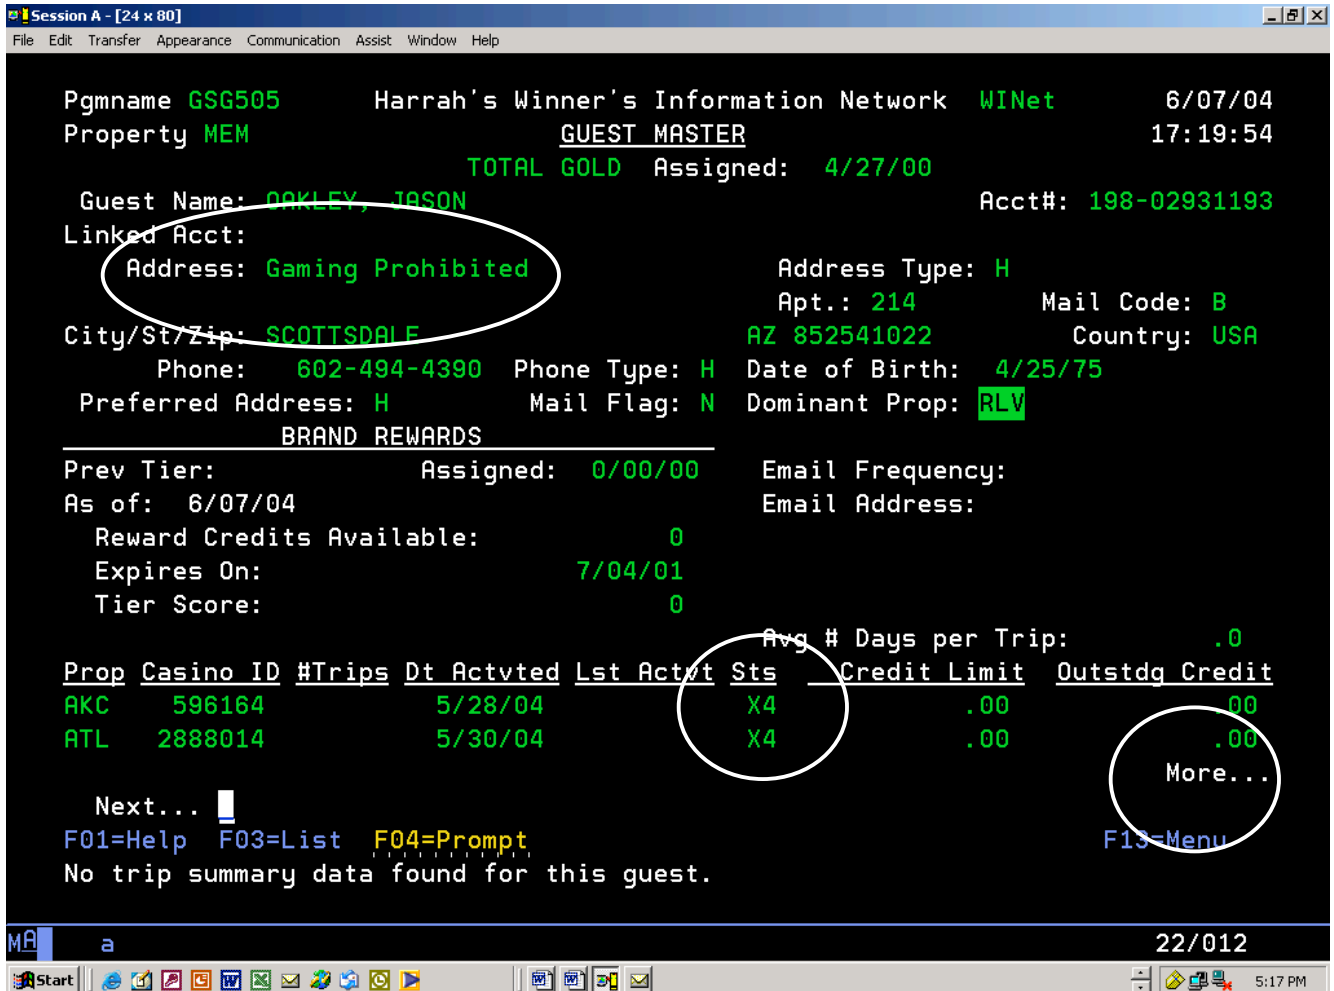 Session A - [24 x 80]
File Edit Transfer Appearance Communication Assist Window Help
Pgmname GSG505 Harrah's Winner's Information Network WINet 6/07/04
Property MEM GUEST MASTER 17:19:54
TOTAL GOLD Assigned: 4/27/00
Guest Name: OAKLEY, JASON Acct#: 198-02931193
Linked Acct:
Address: Gaming Prohibited Address Type: H
Apt.: 214 Mail Code: B
City/St/Zip: SCOTTSDALE AZ 852541022 Country: USA
Phone: 602-494-4390 Phone Type: H Date of Birth: 4/25/75
Preferred Address: H Mail Flag: N Dominant Prop: RLV
BRAND REWARDS
Prev Tier: Assigned: 0/00/00 Email Frequency:
As of: 6/07/04 Email Address:
Reward Credits Available: 0
Expires On: 7/04/01
Tier Score: 0
Avg # Days per Trip: .0
Prop Casino ID #Trips Dt Actvted Lst Actvt Sts Credit Limit Outstdg Credit
AKC 596164 5/28/04 X4 .00 .00
ATL 2888014 5/30/04 X4 .00 .00
More...
Next...
F01=Help F03=List F04=Prompt F13=Menu
No trip summary data found for this guest.
MA a 22/012
Start 5:17 PM